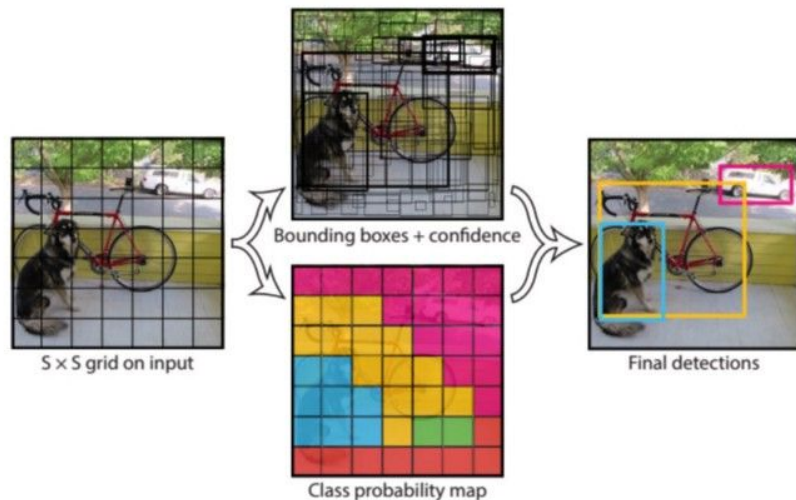 Bounding boxes + confidence
S × S grid on input
Final detections
Class probability map